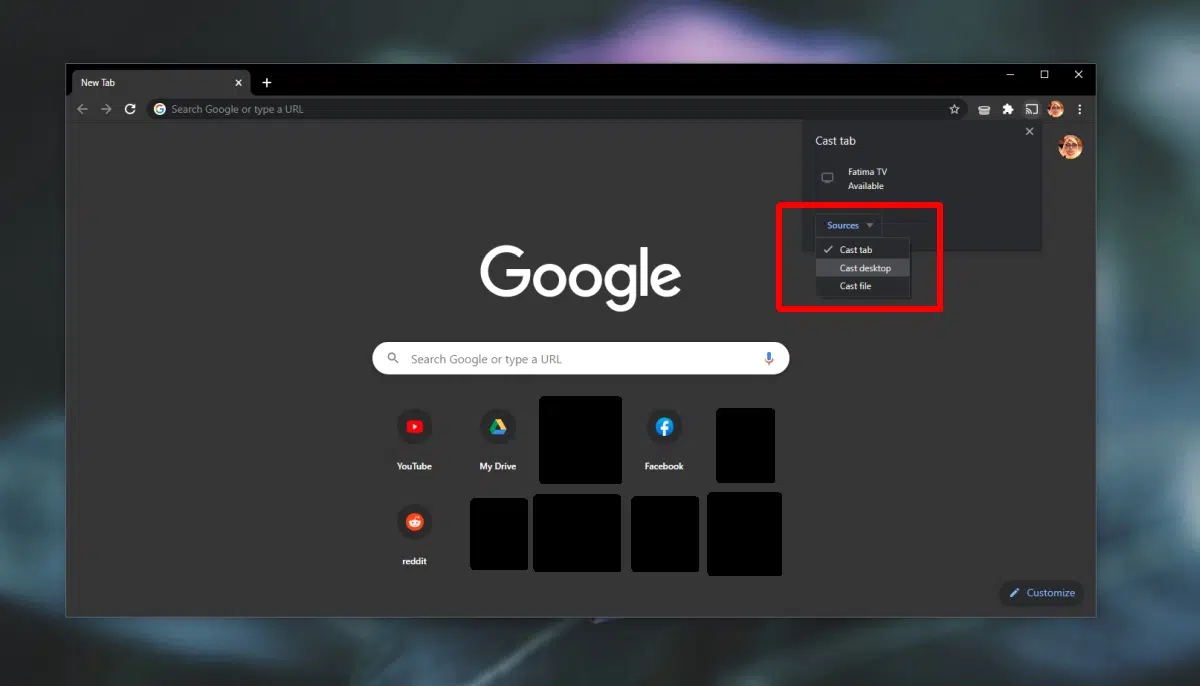 New Tab
Search Google or type a URL
Cast tab
Fatima TV
Available
Sources
Cast tab
Cast desktop
Cast file
Google
Search Google or type a URL
YouTube
My Drive
Facebook
reddit
Customize